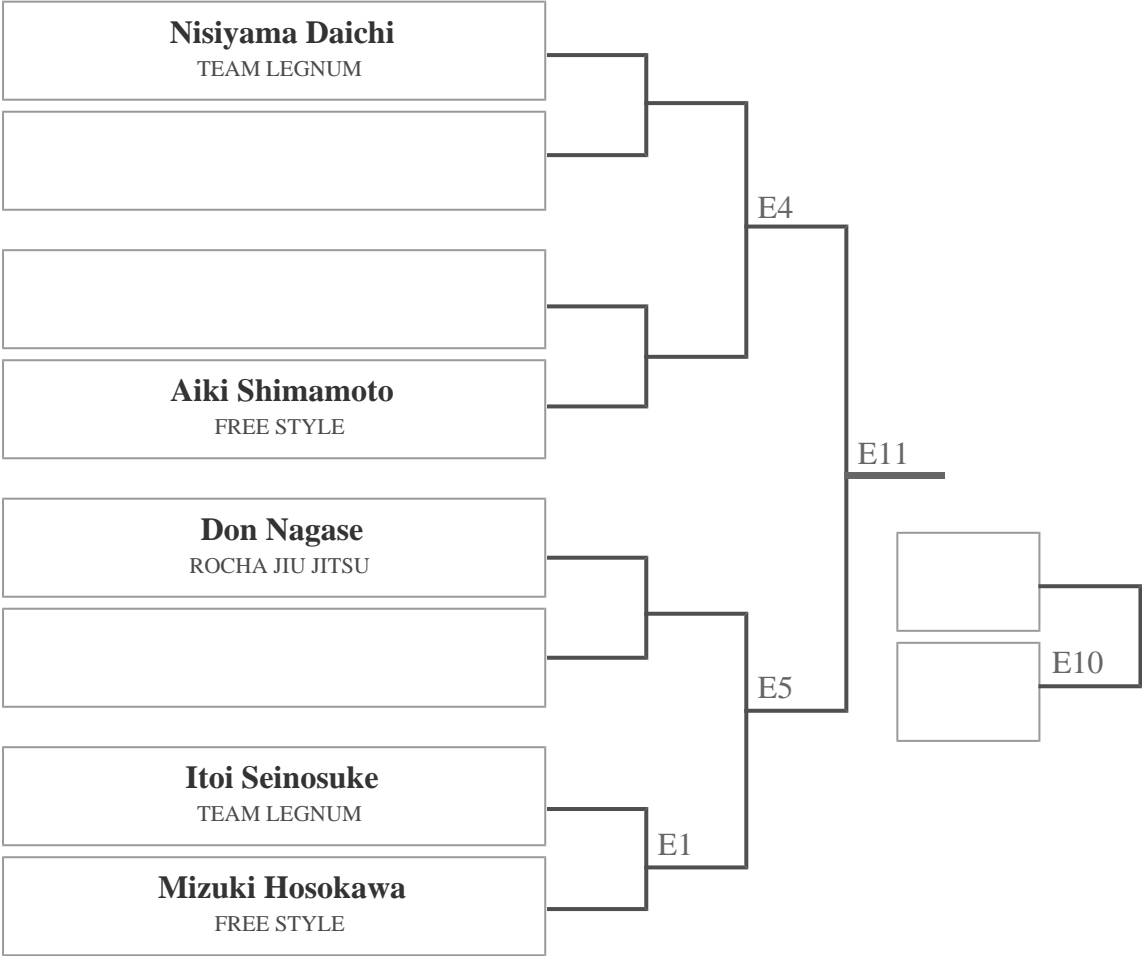 Nisiyama Daichi
TEAM LEGNUM
E4
Aiki Shimamoto
FREE STYLE
E11
Don Nagase
ROCHA JIU JITSU
E10
E5
Itoi Seinosuke
TEAM LEGNUM
E1
Mizuki Hosokawa
FREE STYLE